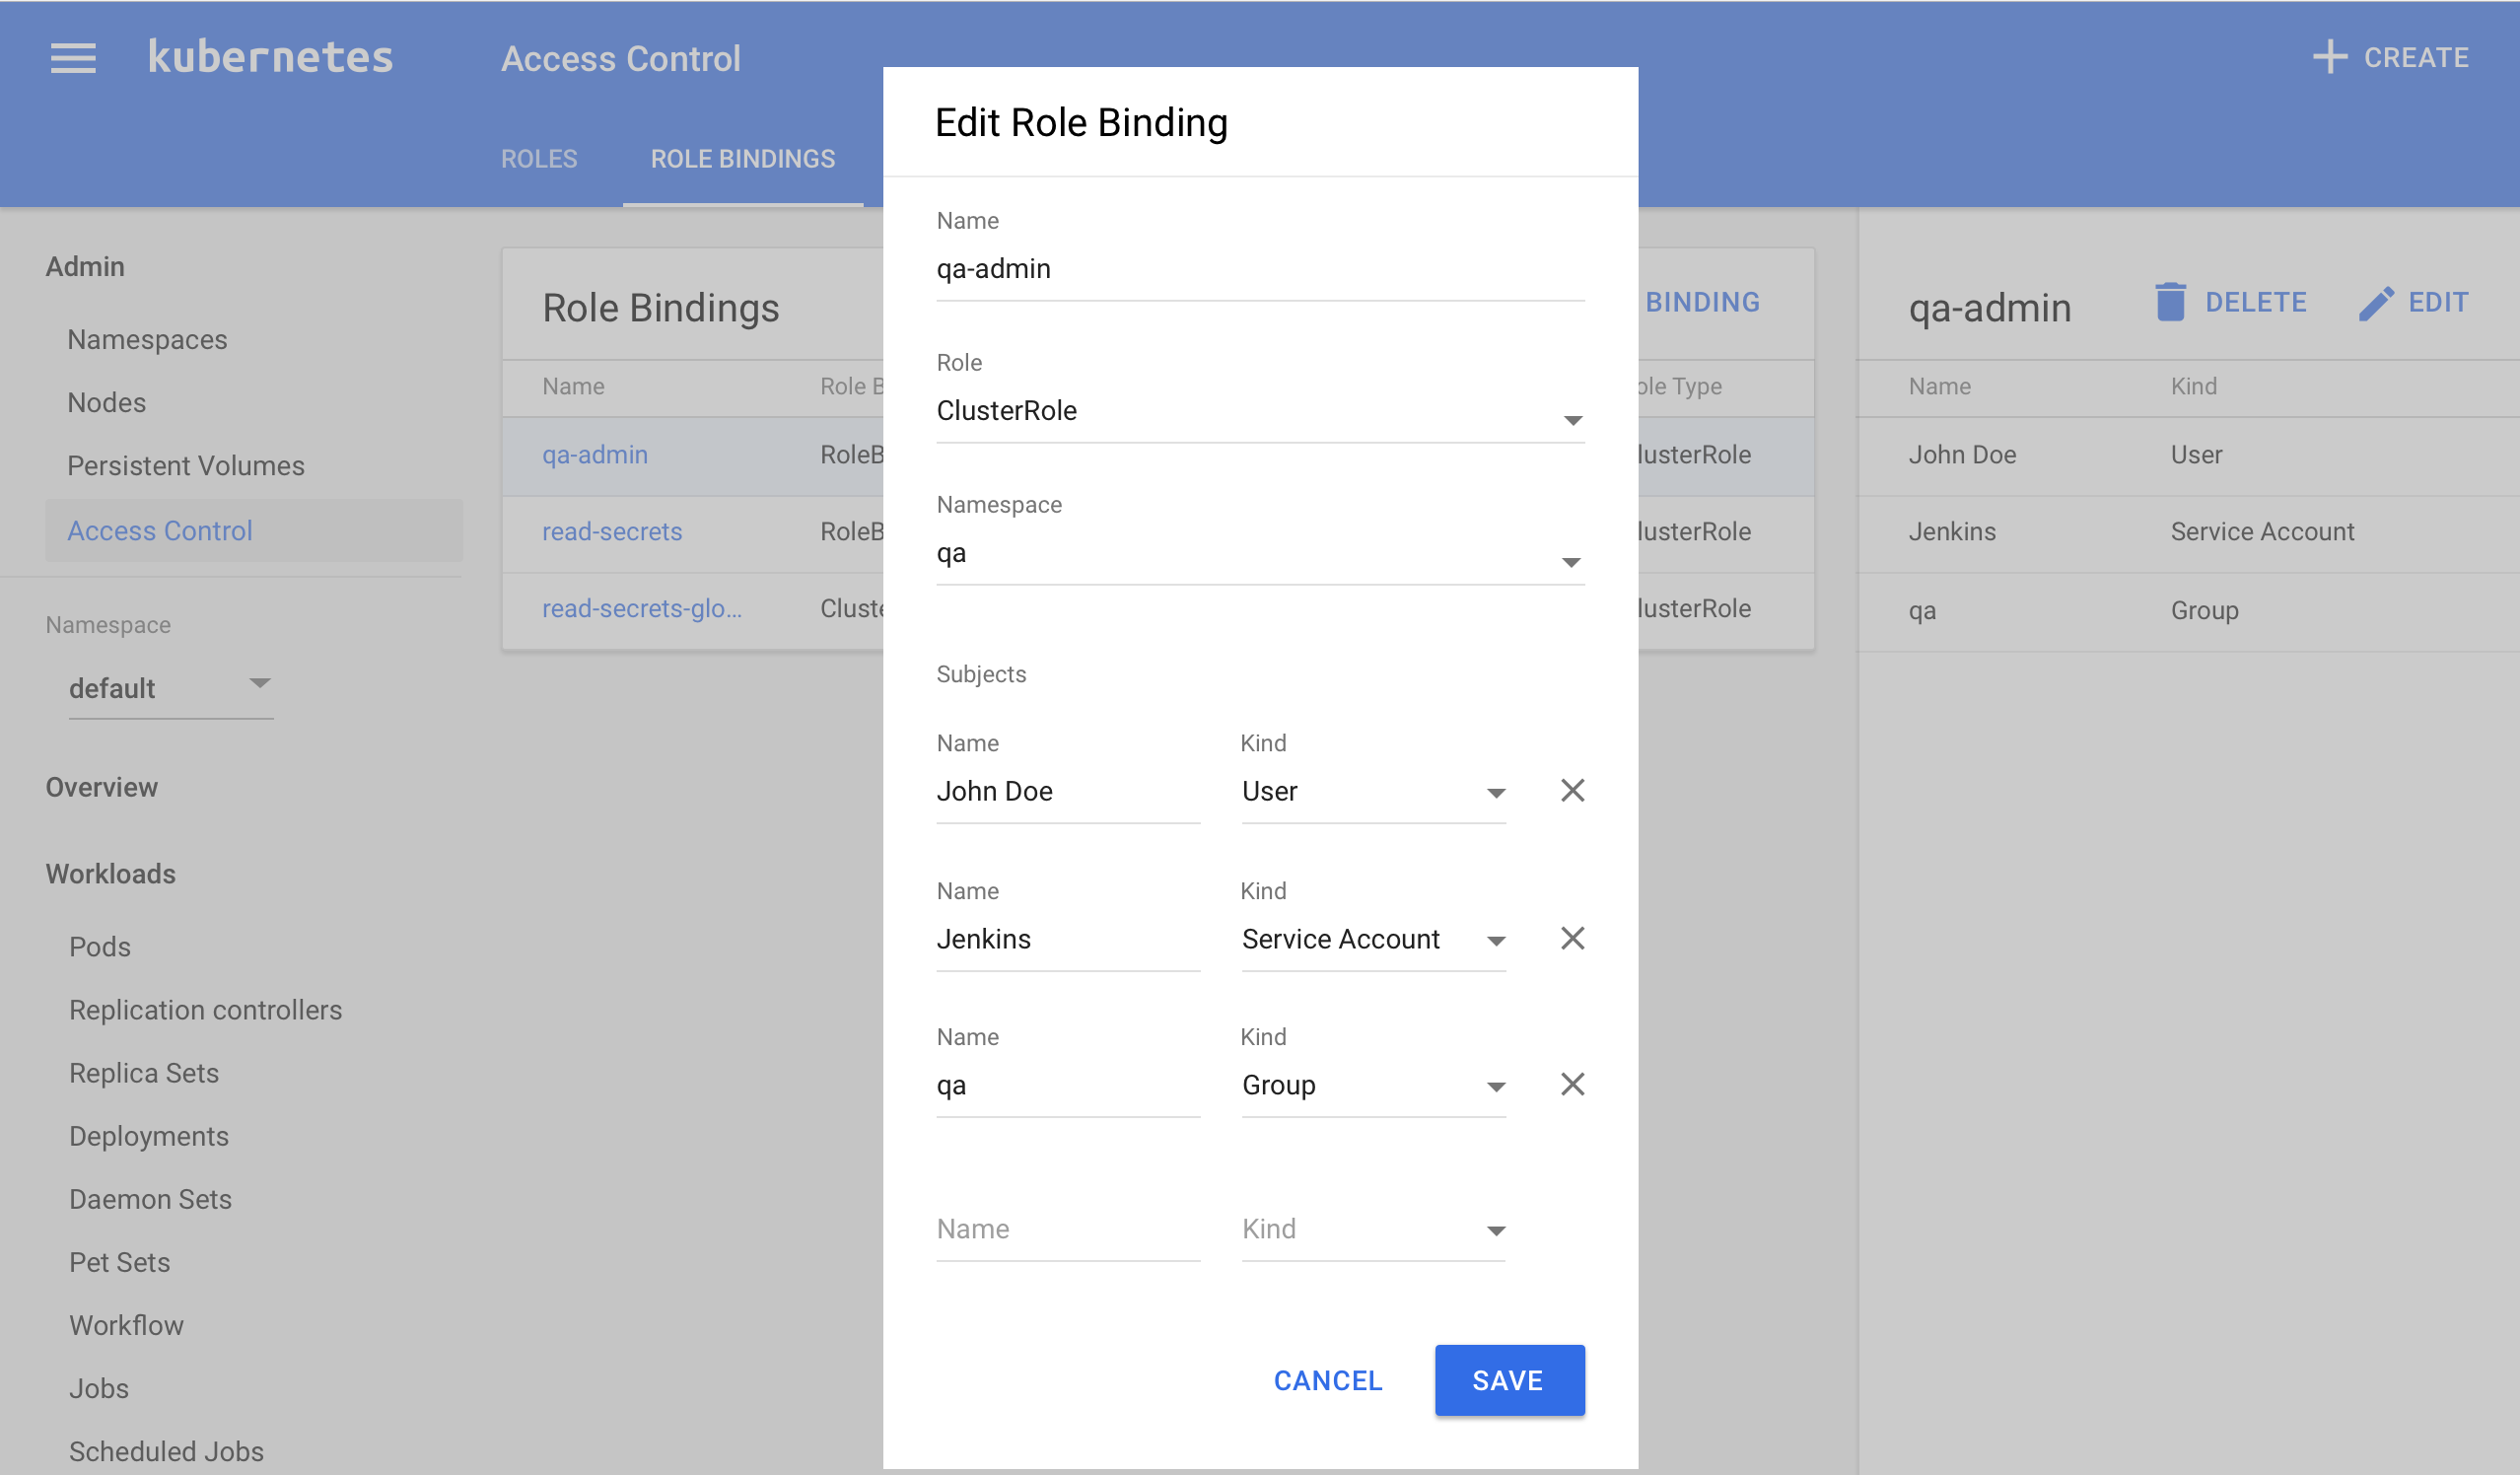 kubernetes
Access Control
CREATE
ROLES
ROLE BINDINGS
Admin
Namespaces
Nodes
Persistent Volumes
Access Control
Namespace
default
Overview
Workloads
Pods
Replication controllers
Replica Sets
Deployments
Daemon Sets
Pet Sets
Workflow
Jobs
Scheduled Jobs
Role Bindings
BINDING
Name Role B ole Type
qa-admin RoleB lusterRole
read-secrets RoleB lusterRole
read-secrets-glo... Cluste lusterRole
Edit Role Binding
Name
qa-admin
Role
ClusterRole
Namespace
qa
Subjects
Name Kind
John Doe User
Name Kind
Jenkins Service Account
Name Kind
qa Group
Name Kind
CANCEL SAVE
qa-admin DELETE EDIT
Name Kind
John Doe User
Jenkins Service Account
qa Group